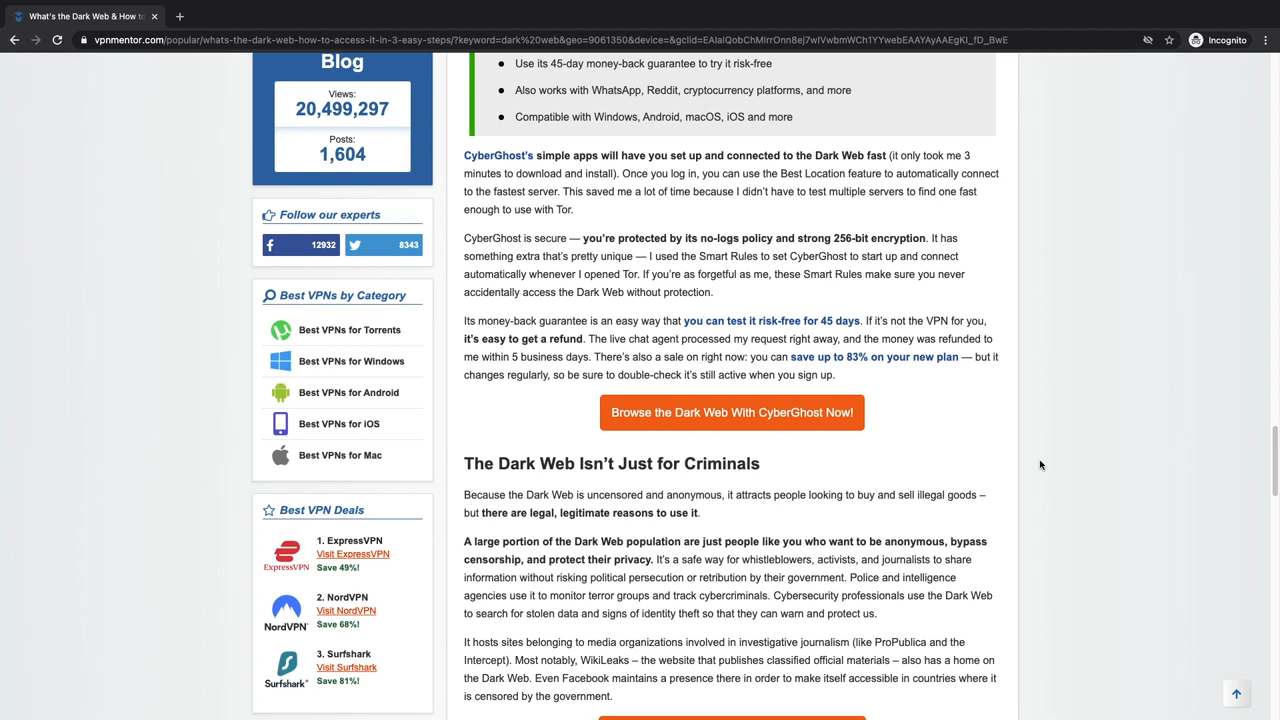 What's the Dark Web & How to
Incognito
vpnmentor.com/popular/whats-the-dark-web-how-to-access-it-in-3-easy-steps/?keyword=dark%20web&geo=9061350&device=&gclid=EAIaIQobChMIrrOnn8ej7wIVwbmWCh1YYwebEAAYAyAAEgKI_fD_BwE
Blog
Views:
20,499,297
Posts:
1,604
Follow our experts
12932
8343
Best VPNs by Category
Best VPNs for Torrents
Best VPNs for Windows
Best VPNs for Android
Best VPNs for iOS
Best VPNs for Mac
Best VPN Deals
ExpressVPN
1. ExpressVPN
Visit ExpressVPN
Save 49%!
NordVPN
2. NordVPN
Visit NordVPN
Save 68%!
Surfshark
3. Surfshark
Visit Surfshark
Save 81%!
Use its 45-day money-back guarantee to try it risk-free
Also works with WhatsApp, Reddit, cryptocurrency platforms, and more
Compatible with Windows, Android, macOS, iOS and more
CyberGhost's simple apps will have you set up and connected to the Dark Web fast (it only took me 3
minutes to download and install). Once you log in, you can use the Best Location feature to automatically connect
to the fastest server. This saved me a lot of time because I didn't have to test multiple servers to find one fast
enough to use with Tor.
CyberGhost is secure — you're protected by its no-logs policy and strong 256-bit encryption. It has
something extra that's pretty unique — I used the Smart Rules to set CyberGhost to start up and connect
automatically whenever I opened Tor. If you're as forgetful as me, these Smart Rules make sure you never
accidentally access the Dark Web without protection.
Its money-back guarantee is an easy way that you can test it risk-free for 45 days. If it's not the VPN for you,
it's easy to get a refund. The live chat agent processed my request right away, and the money was refunded to
me within 5 business days. There's also a sale on right now: you can save up to 83% on your new plan — but it
changes regularly, so be sure to double-check it's still active when you sign up.
Browse the Dark Web With CyberGhost Now!
The Dark Web Isn't Just for Criminals
Because the Dark Web is uncensored and anonymous, it attracts people looking to buy and sell illegal goods –
but there are legal, legitimate reasons to use it.
A large portion of the Dark Web population are just people like you who want to be anonymous, bypass
censorship, and protect their privacy. It's a safe way for whistleblowers, activists, and journalists to share
information without risking political persecution or retribution by their government. Police and intelligence
agencies use it to monitor terror groups and track cybercriminals. Cybersecurity professionals use the Dark Web
to search for stolen data and signs of identity theft so that they can warn and protect us.
It hosts sites belonging to media organizations involved in investigative journalism (like ProPublica and the
Intercept). Most notably, WikiLeaks – the website that publishes classified official materials – also has a home on
the Dark Web. Even Facebook maintains a presence there in order to make itself accessible in countries where it
is censored by the government.